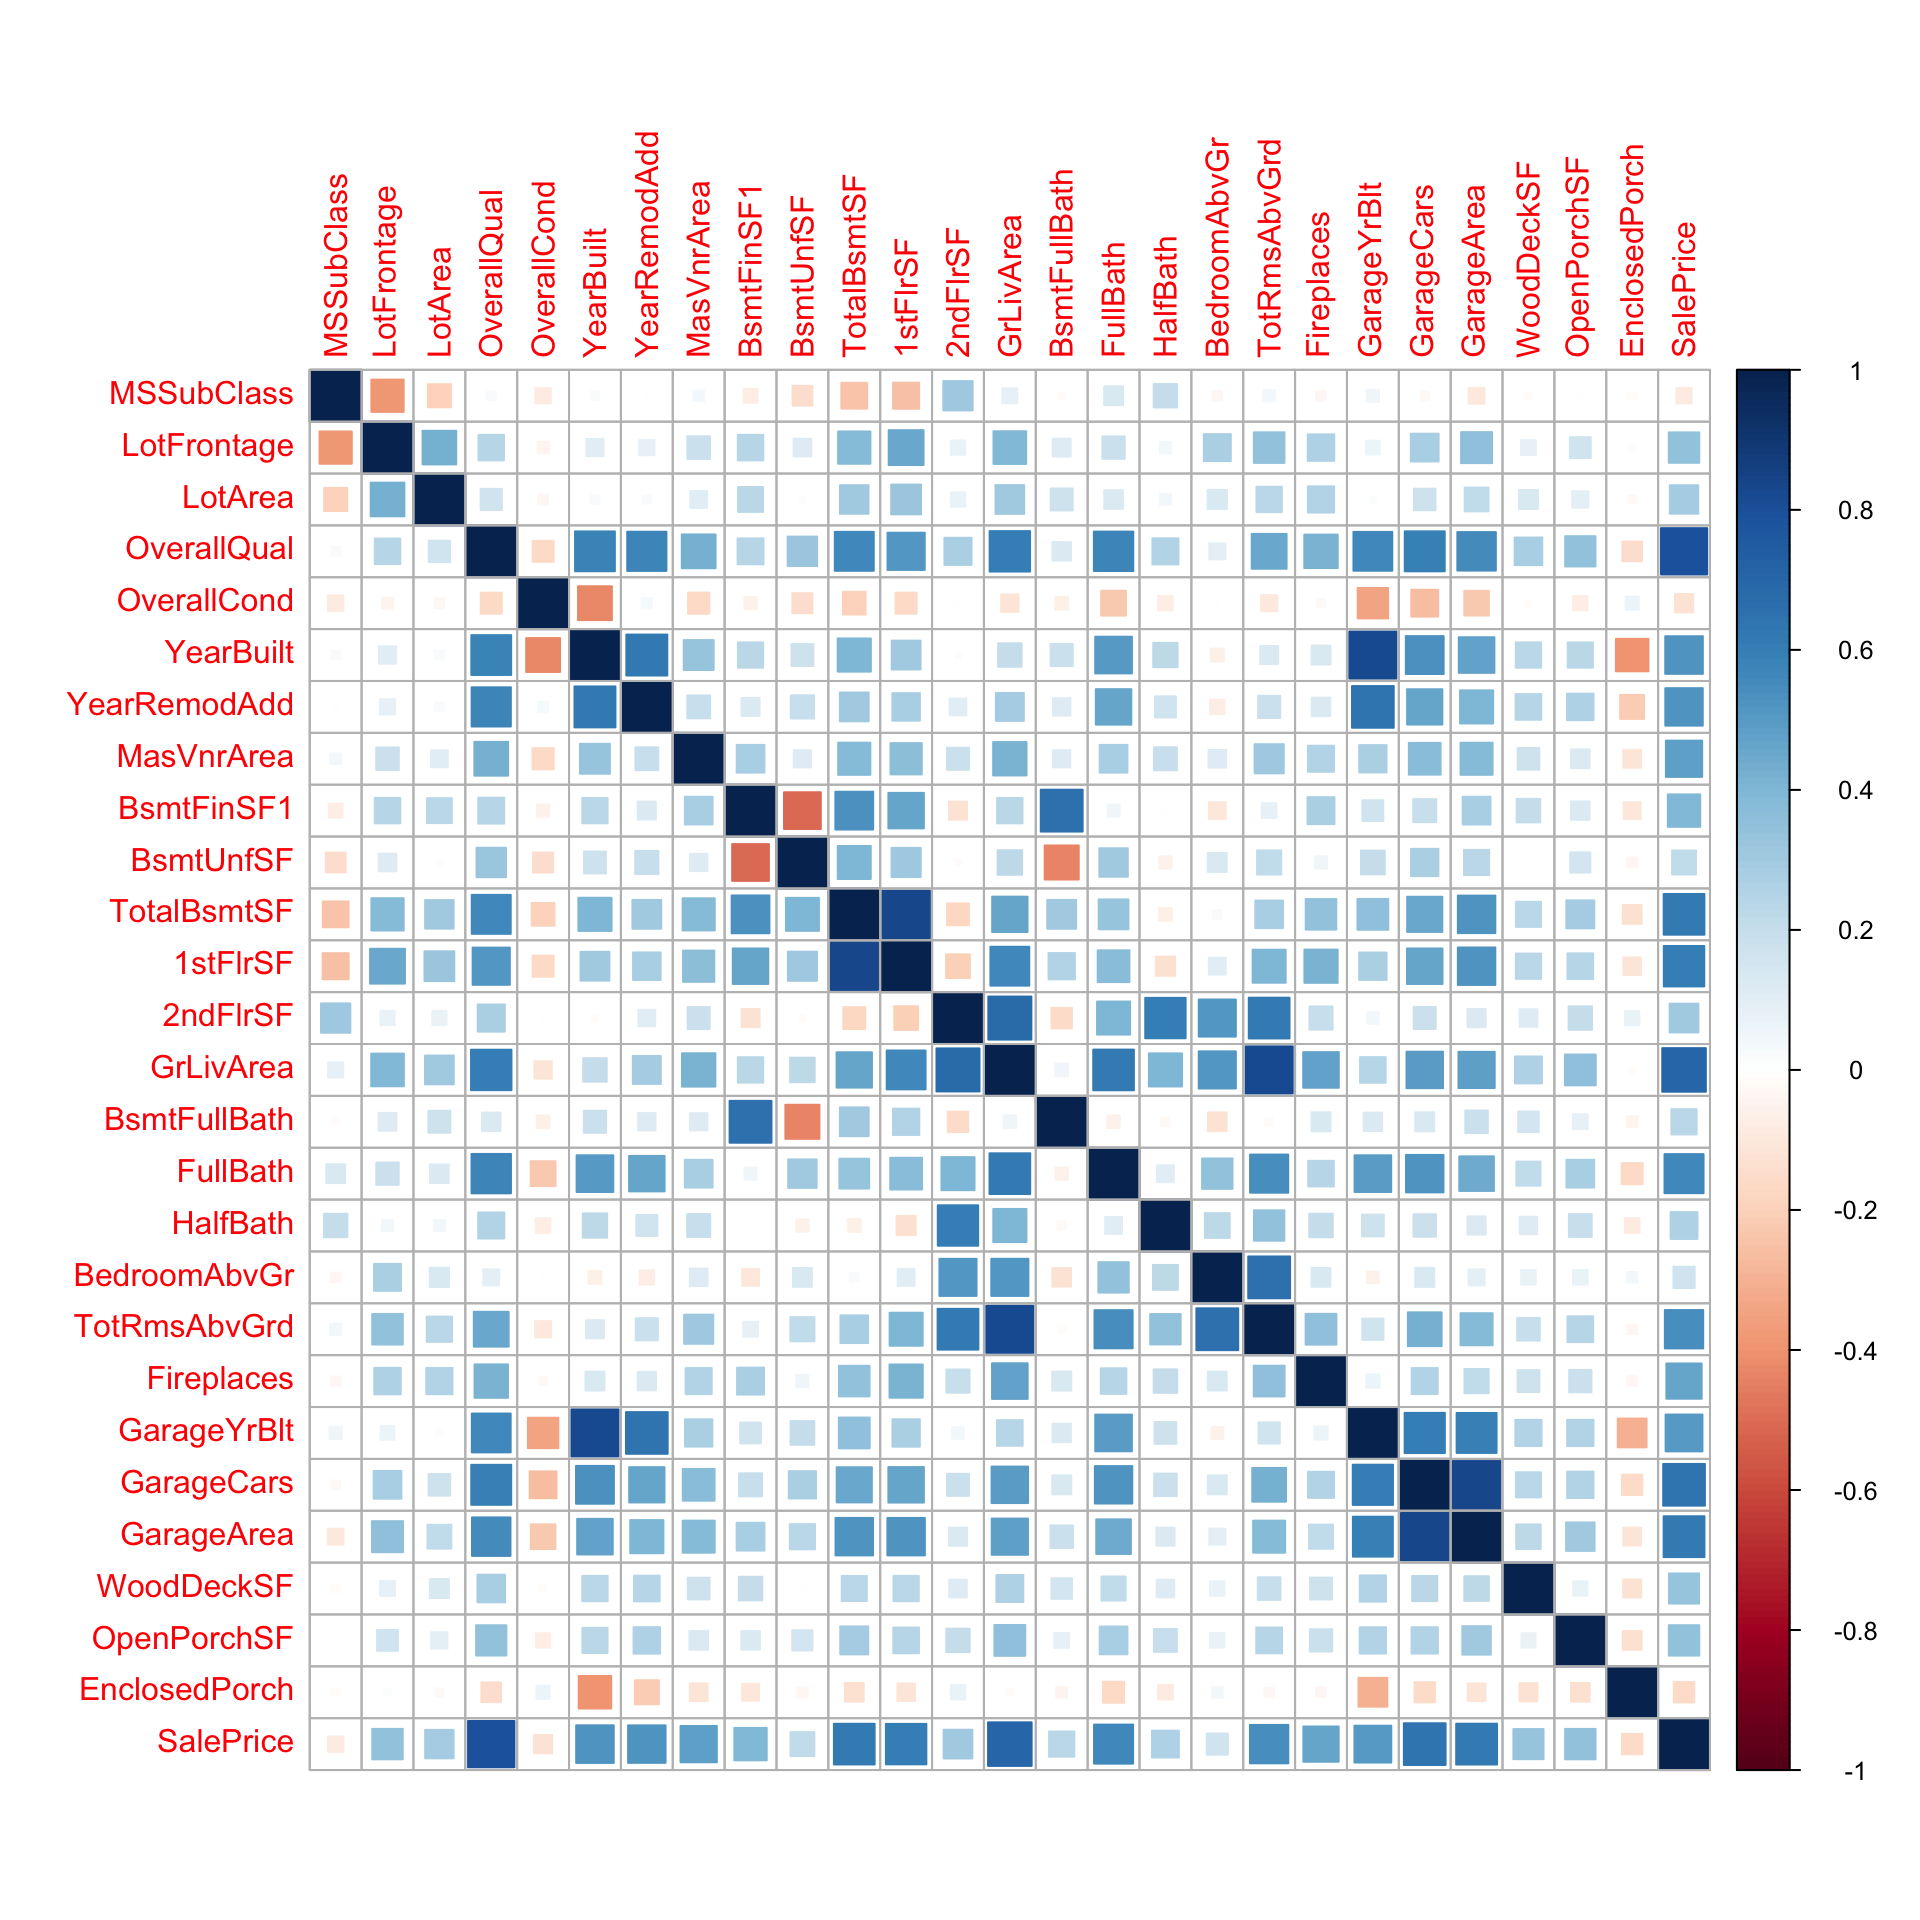 MSSubClass
LotFrontage
LotArea
OverallQual
OverallCond
YearBuilt
YearRemodAdd
MasVnrArea
BsmtFinSF1
BsmtUnfSF
TotalBsmtSF
1stFlrSF
2ndFlrSF
GrLivArea
BsmtFullBath
FullBath
HalfBath
BedroomAbvGr
TotRmsAbvGrd
Fireplaces
GarageYrBlt
GarageCars
GarageArea
WoodDeckSF
OpenPorchSF
EnclosedPorch
SalePrice
MSSubClass
LotFrontage
LotArea
OverallQual
OverallCond
YearBuilt
YearRemodAdd
MasVnrArea
BsmtFinSF1
BsmtUnfSF
TotalBsmtSF
1stFlrSF
2ndFlrSF
GrLivArea
BsmtFullBath
FullBath
HalfBath
BedroomAbvGr
TotRmsAbvGrd
Fireplaces
GarageYrBlt
GarageCars
GarageArea
WoodDeckSF
OpenPorchSF
EnclosedPorch
SalePrice
1
0.8
0.6
0.4
0.2
0
-0.2
-0.4
-0.6
-0.8
-1